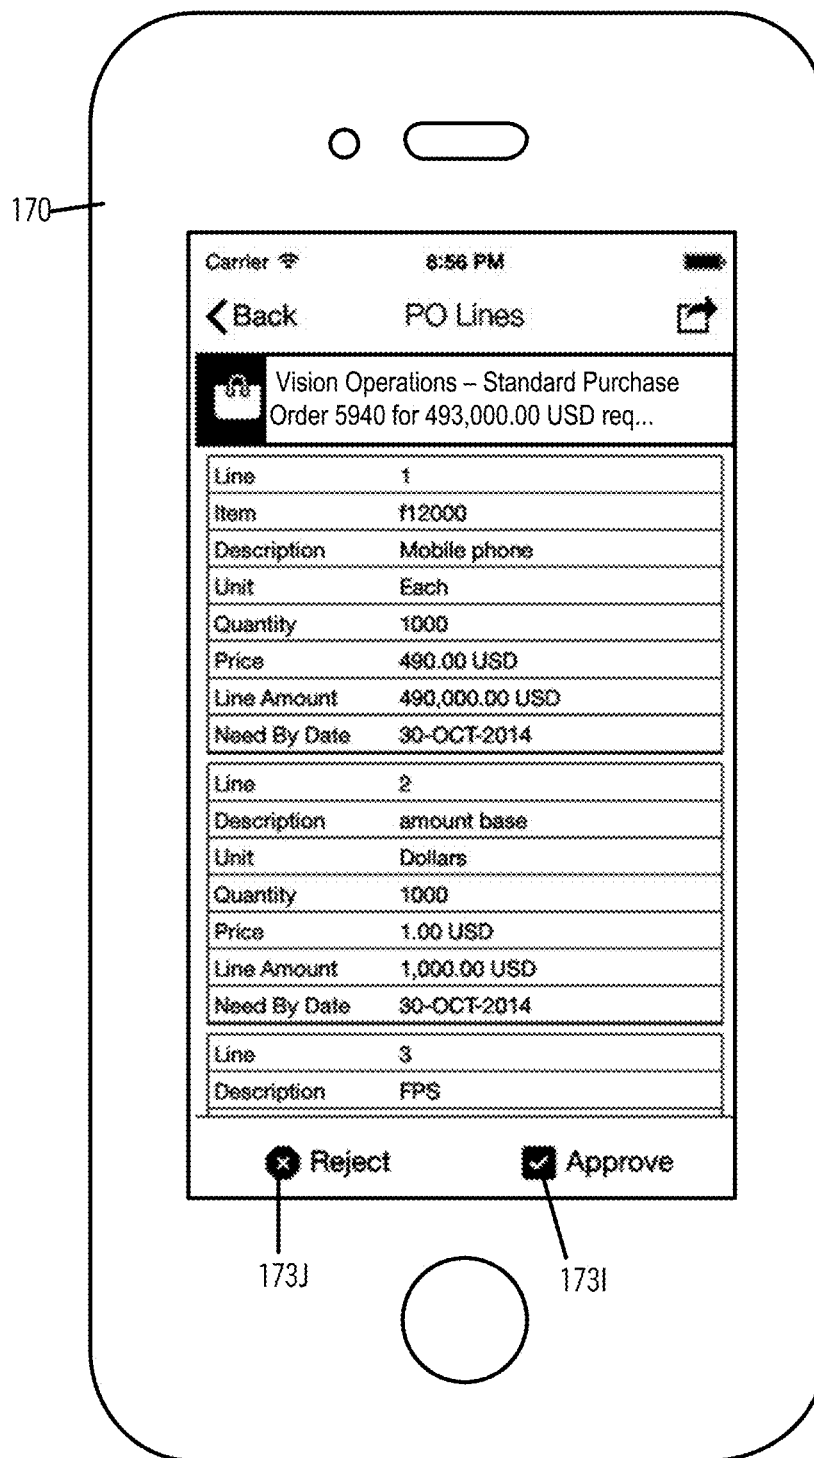 170
Carrier 8:56 PM
Back PO Lines
Vision Operations – Standard Purchase
Order 5940 for 493,000.00 USD req...
Line 1
Item f12000
Description Mobile phone
Unit Each
Quantity 1000
Price 490.00 USD
Line Amount 490,000.00 USD
Need By Date 30-OCT-2014
Line 2
Description amount base
Unit Dollars
Quantity 1000
Price 1.00 USD
Line Amount 1,000.00 USD
Need By Date 30-OCT-2014
Line 3
Description FPS
Reject Approve
173J 173I